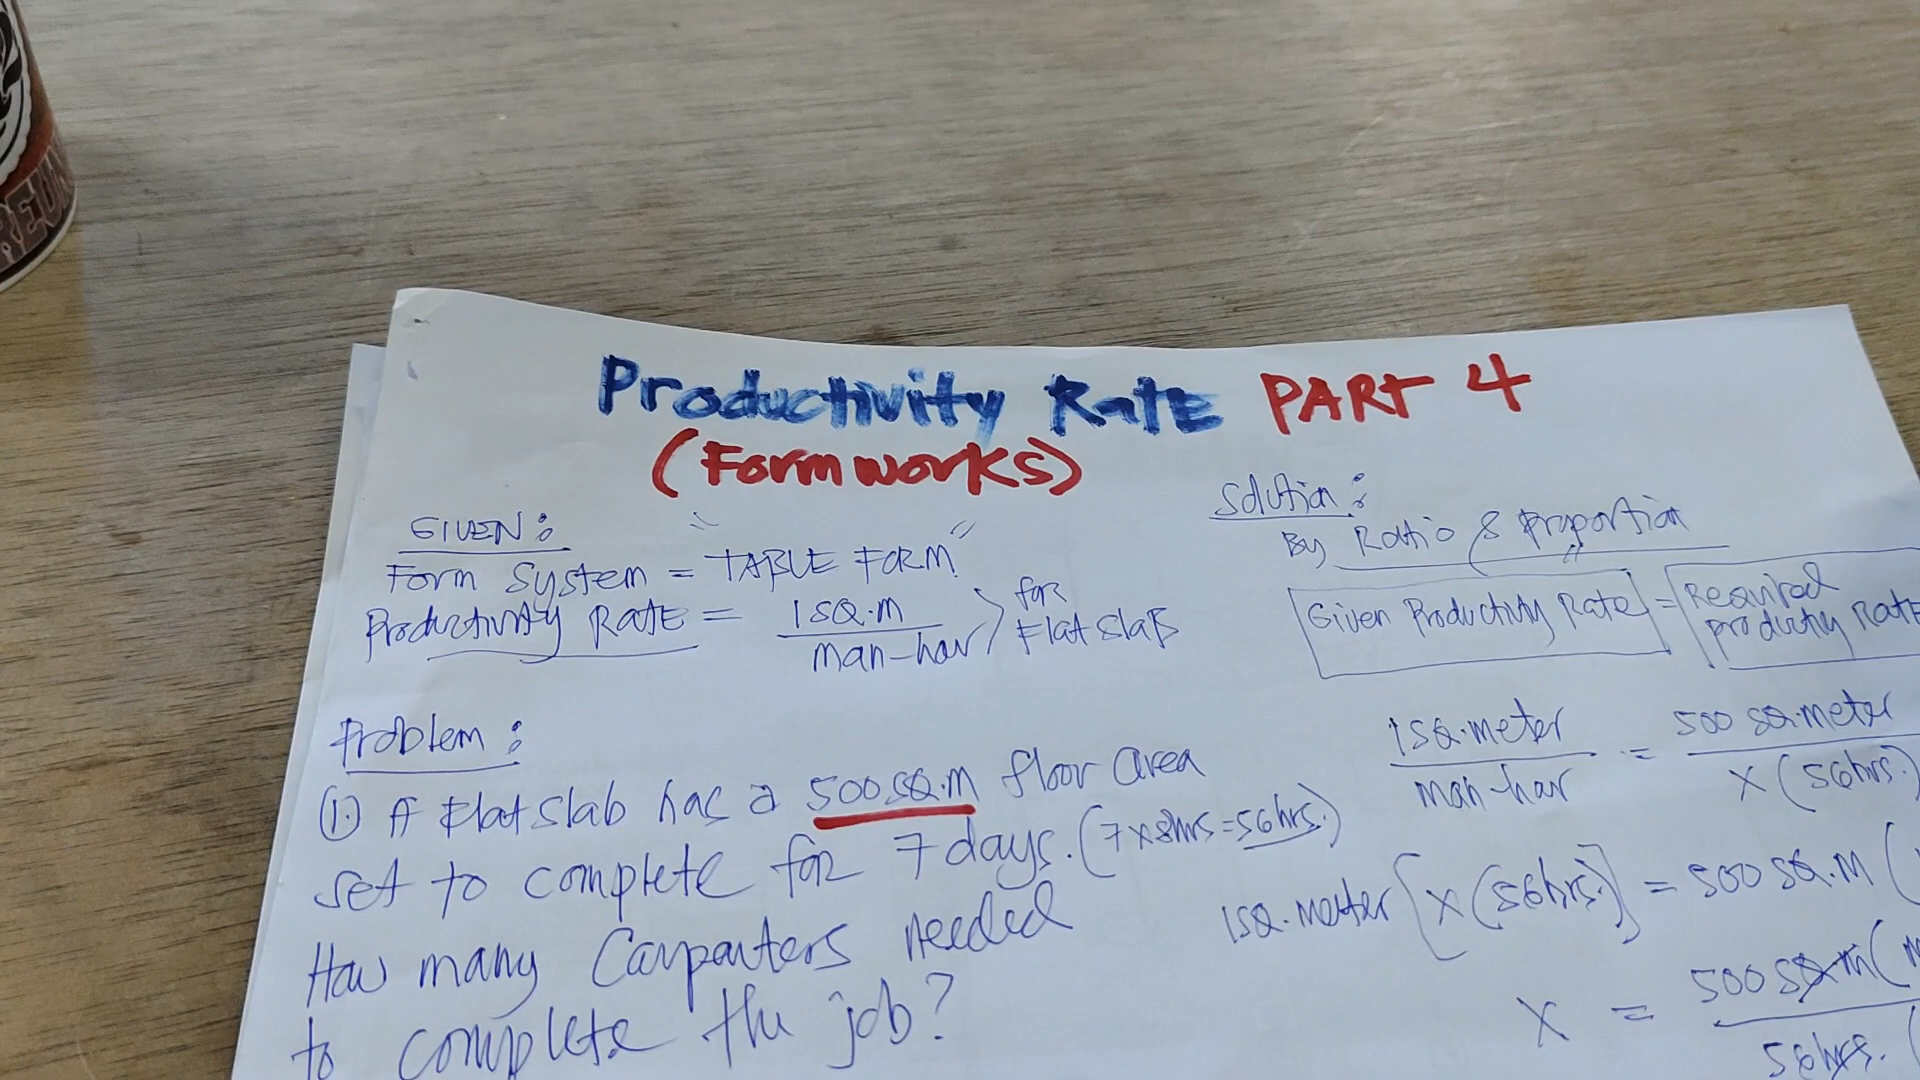 Productivity Rate PART 4
(Formworks)
GIVEN:
Form System = "TABLE FORM"
Productivity RATE = 1SQ.M / man-hour > for Flat Slab
Problem:
(1). A Flat Slab has a 500SQ.M floor area
set to complete for 7 days. (7x8hrs=56hrs.)
How many Carpenters needed
to complete the job?
Solution:
By Ratio & Proportion
Given Productivity Rate = Required productivity Rate
1SQ.meter / man-hour = 500 SQ.meter / X (56hrs.)
1SQ.meter [X (56hrs.)] = 500 SQ.M (
X = 500 SQ.m (
56hrs. (